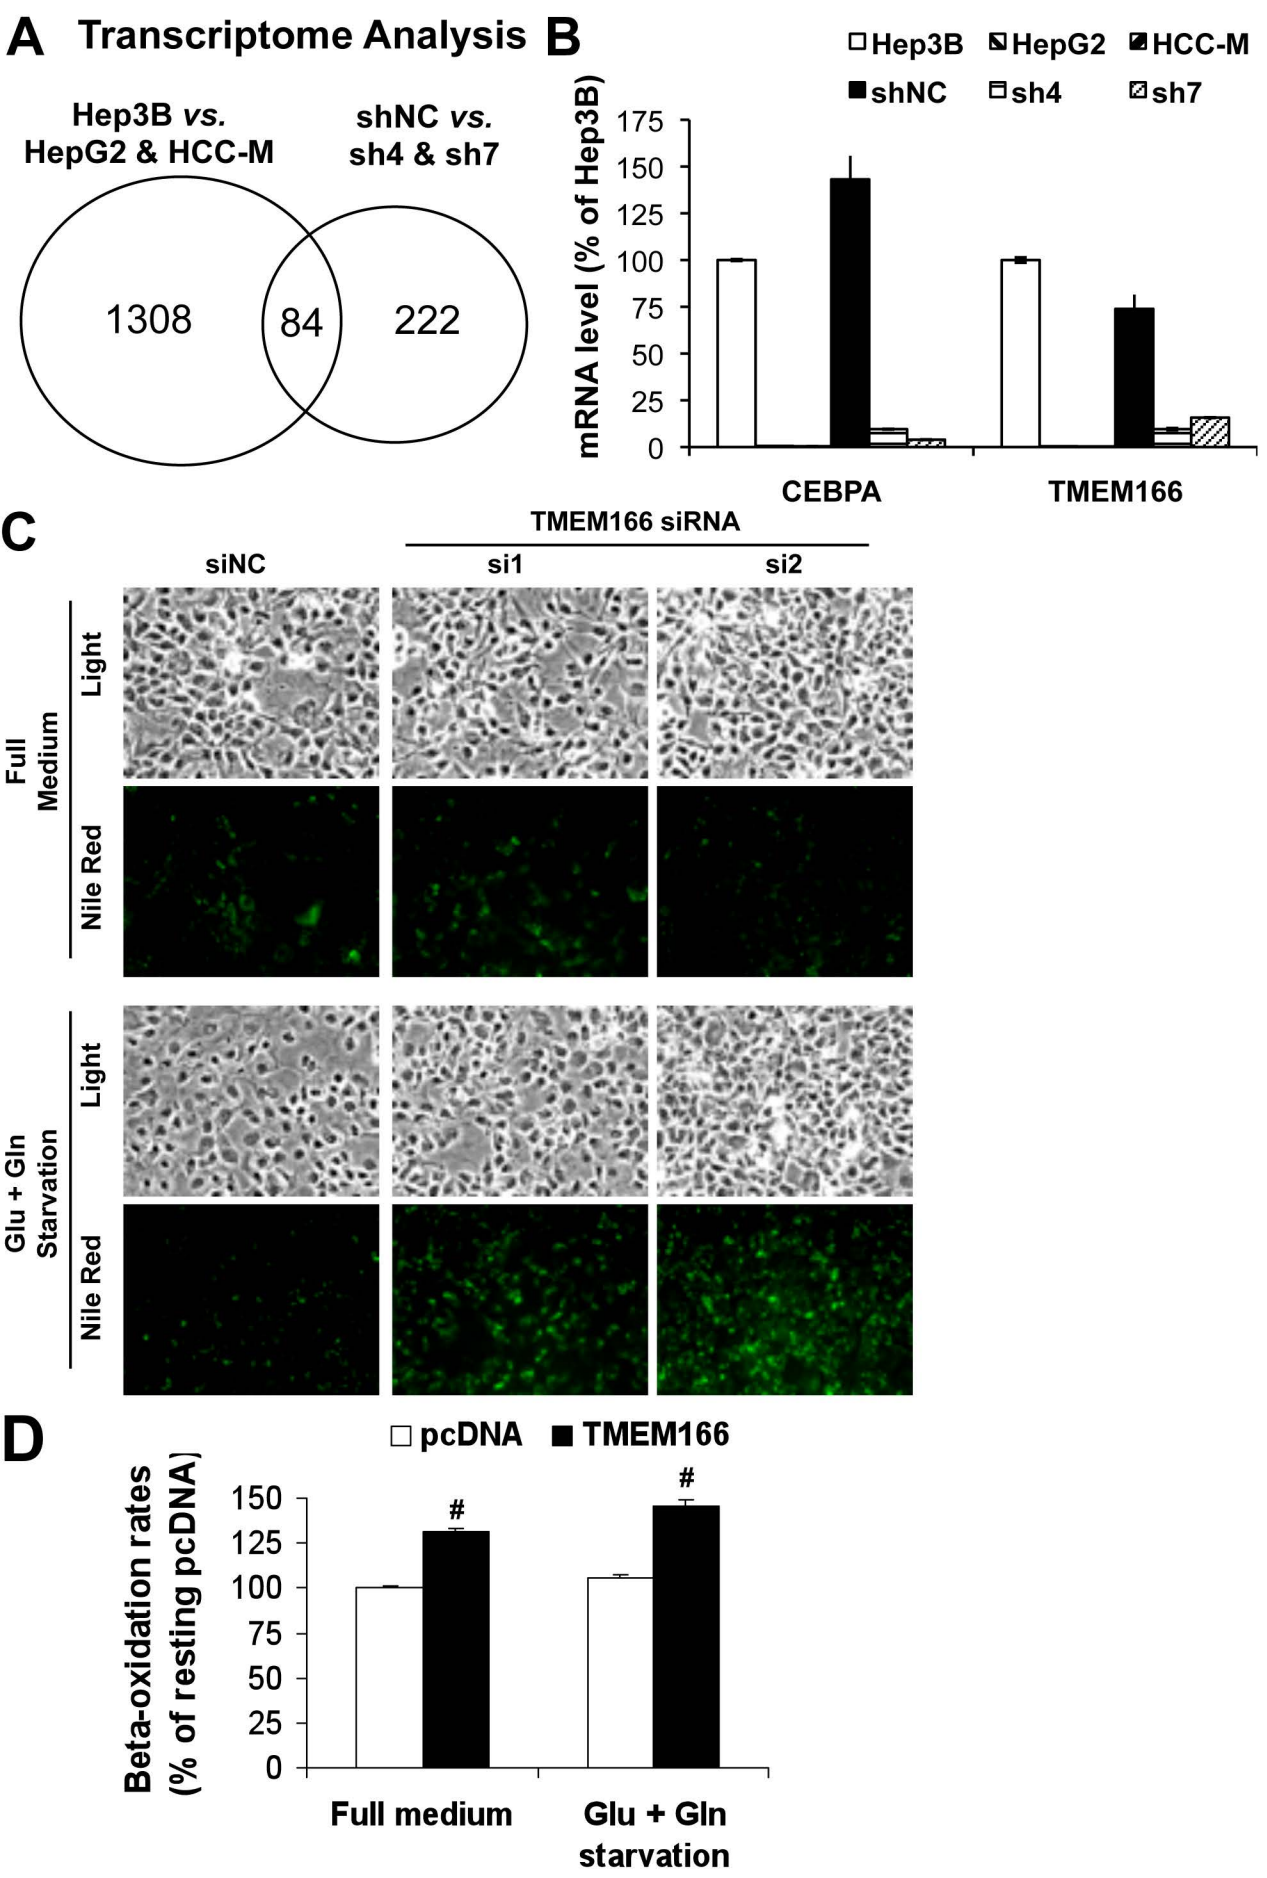 A Transcriptome Analysis
Hep3B vs.
HepG2 & HCC-M
shNC vs.
sh4 & sh7
1308
84
222
B
Hep3B HepG2 HCC-M
shNC sh4 sh7
mRNA level (% of Hep3B)
175
150
125
100
75
50
25
0
CEBPA TMEM166
C
TMEM166 siRNA
siNC si1 si2
Full
Medium
Light
Nile Red
Glu + Gln
Starvation
Light
Nile Red
D
pcDNA TMEM166
Beta-oxidation rates
(% of resting pcDNA)
150
125
100
75
50
25
0
#
#
Full medium
Glu + Gln
starvation